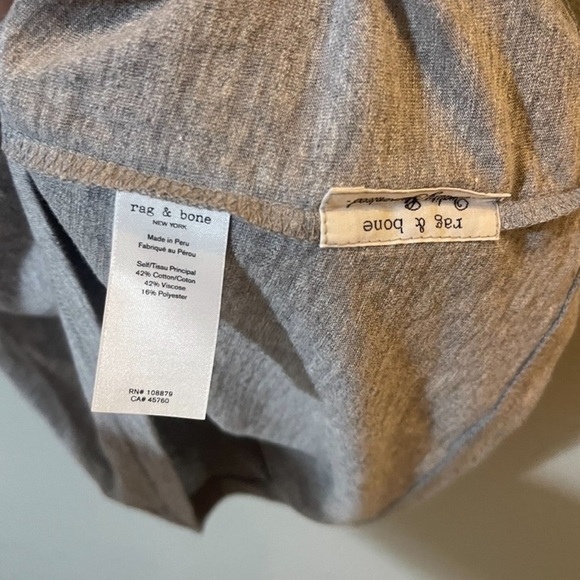 rag & bone
NEW YORK
Made in Peru
Fabriqué au Pérou
Self/Tissu Principal
42% Cotton/Coton
42% Viscose
16% Polyester
RN# 108879
CA# 45760
rag & bone